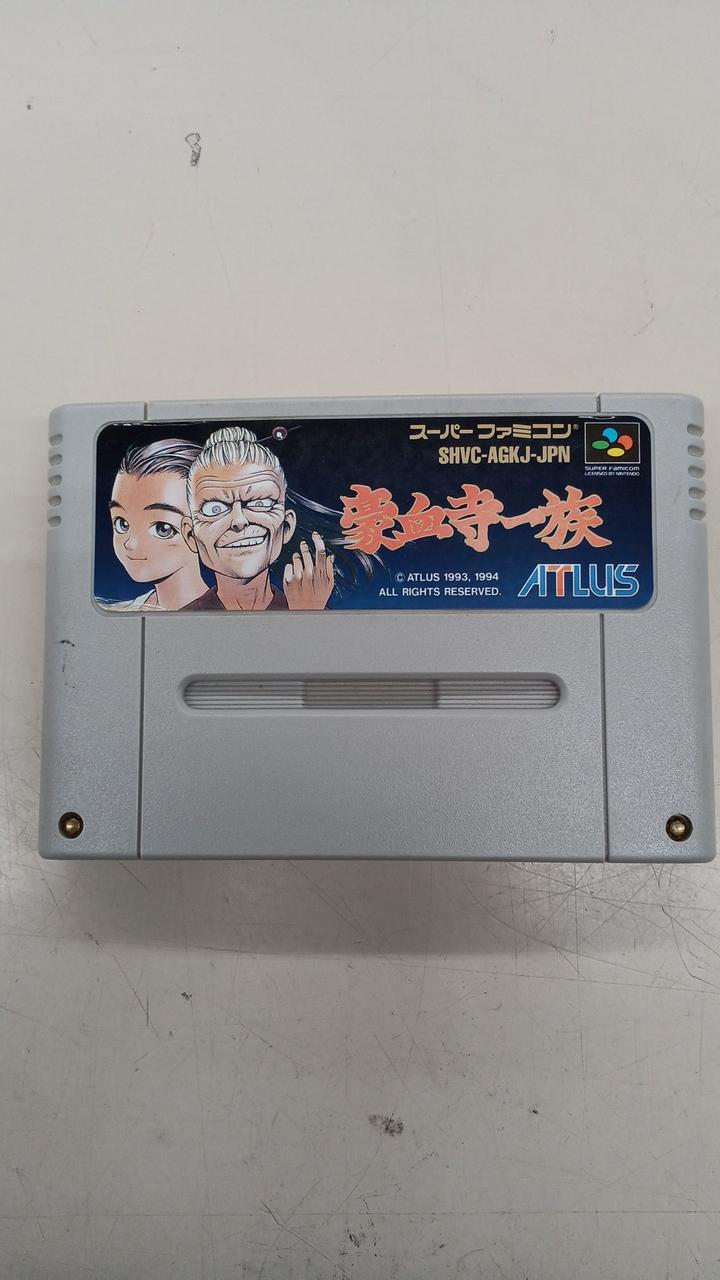 スーパーファミコン®
SHVC-AGKJ-JPN
SUPER FAMICOM
LICENSED BY NINTENDO
豪血寺一族
© ATLUS 1993, 1994
ALL RIGHTS RESERVED.
ATLUS